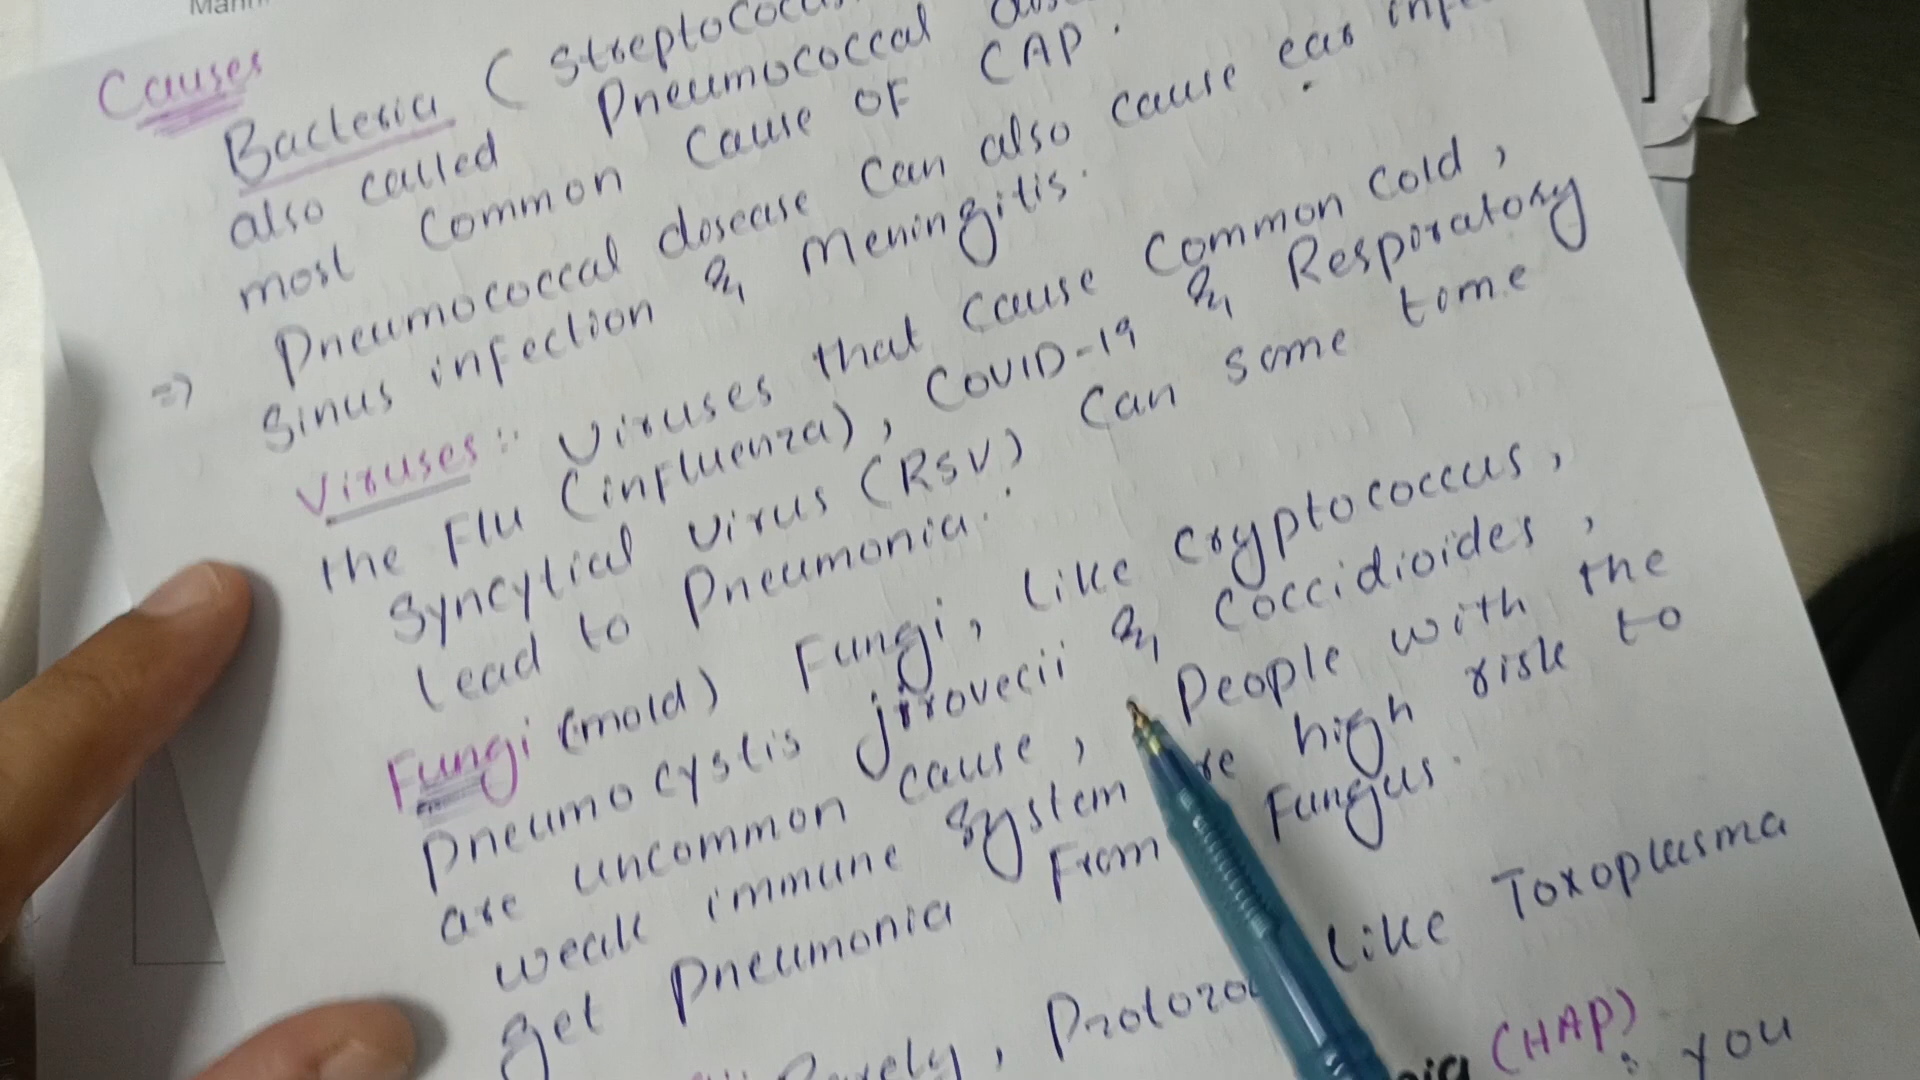 Causes
Bacteria ( Streptococcus
also called Pneumococcal
most Common Cause OF CAP.
=> Pneumococcal disease Can also cause ear
Sinus infection & Meningitis.
Viruses:- Viruses that cause Common Cold,
the Flu (influenza), COVID-19 & Respiratory
Syncytial Virus (RSV) Can some time
lead to Pneumonia.
Fungi (mold) Fungi, like Cryptococcus,
Pneumocystis jirovecii & Coccidioides,
are uncommon cause, People with the
weak immune System are high risk to
get Pneumonia From Fungus.
Rarely, Protozoa like Toxoplasma
(HAP)
: you